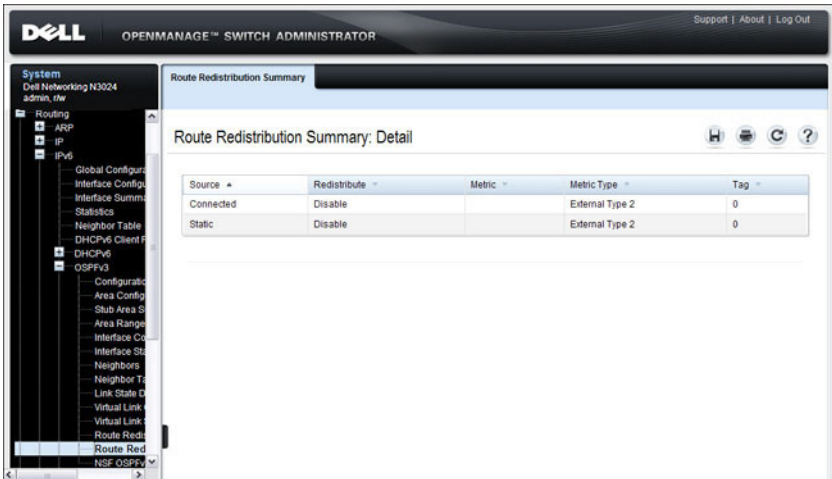 Support | About | Log Out
DELL OPENMANAGE™ SWITCH ADMINISTRATOR
System
Dell Networking N3024
admin, r/w
Routing
ARP
IP
IPv6
Global Configura
Interface Configu
Interface Summa
Statistics
Neighbor Table
DHCPv6 Client P
DHCPv6
OSPFv3
Configuratio
Area Config
Stub Area S
Area Range
Interface Co
Interface Sta
Neighbors
Neighbor Ta
Link State D
Virtual Link
Virtual Link
Route Redis
Route Red
NSF OSPFv
Route Redistribution Summary
Route Redistribution Summary: Detail
Source Redistribute Metric Metric Type Tag
Connected Disable External Type 2 0
Static Disable External Type 2 0